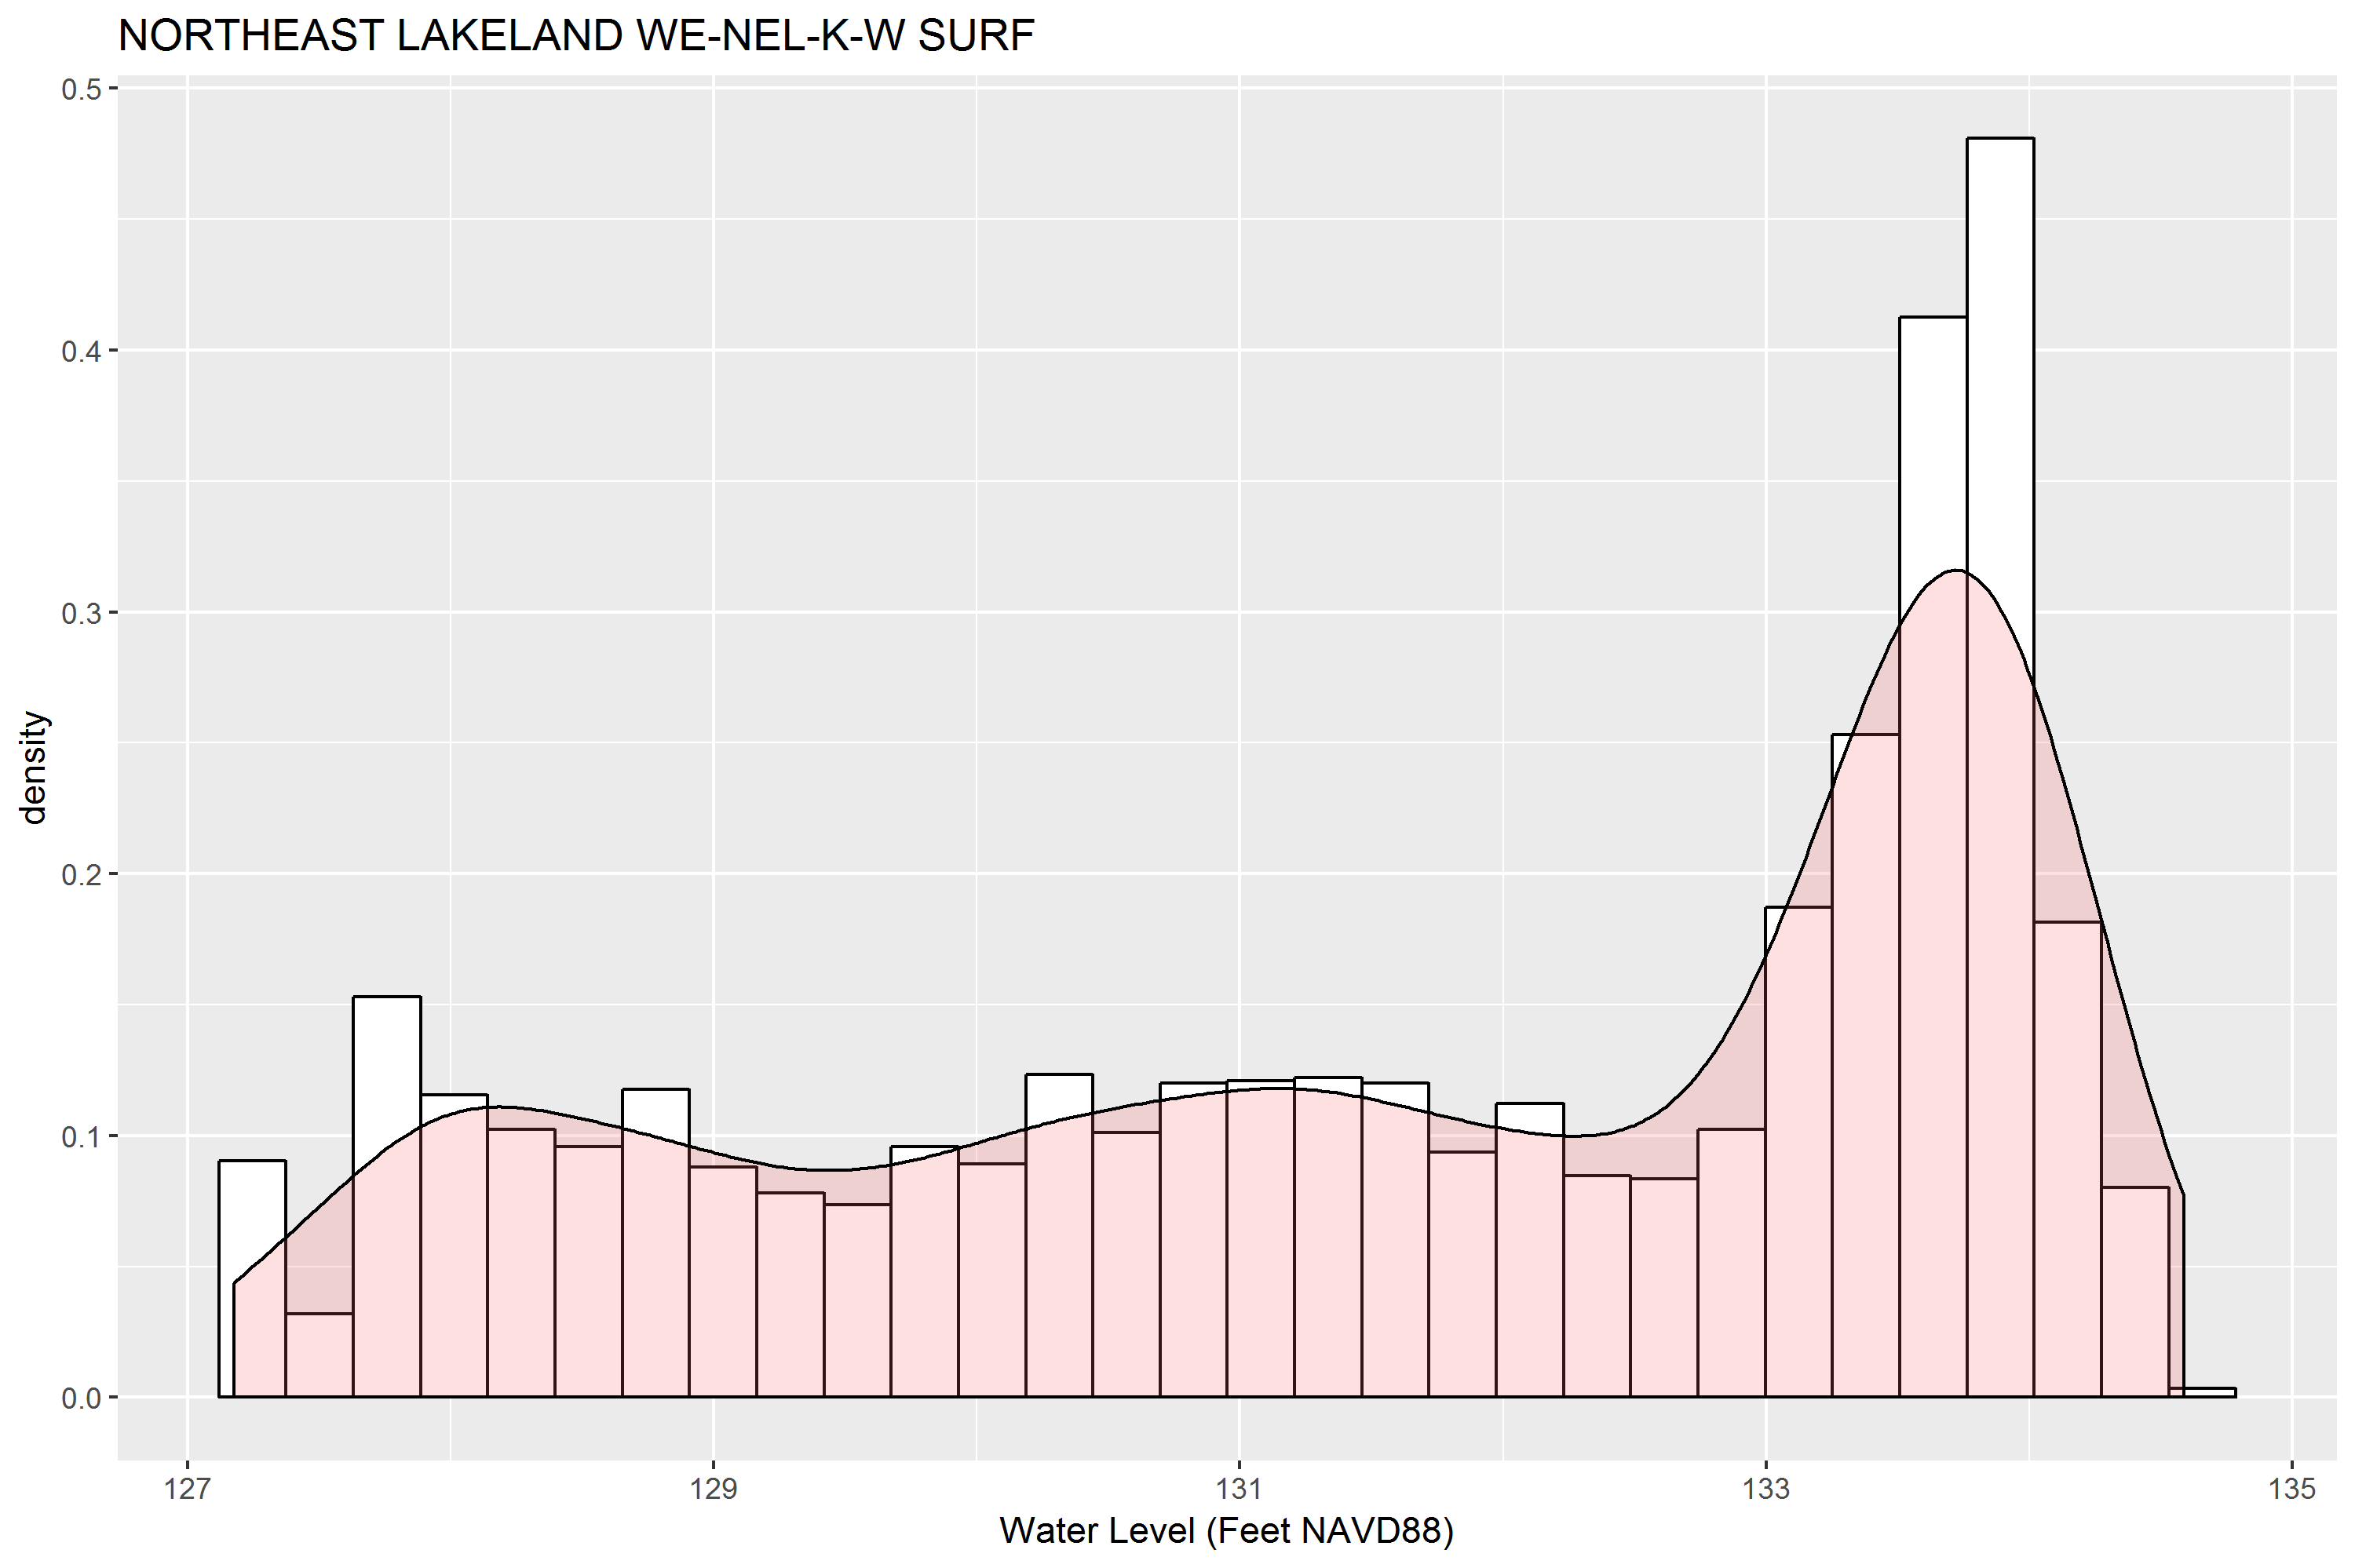 NORTHEAST LAKELAND WE-NEL-K-W SURF
0.5
0.4
0.3
0.2
0.1
0.0
density
127 129 131 133 135
Water Level (Feet NAVD88)